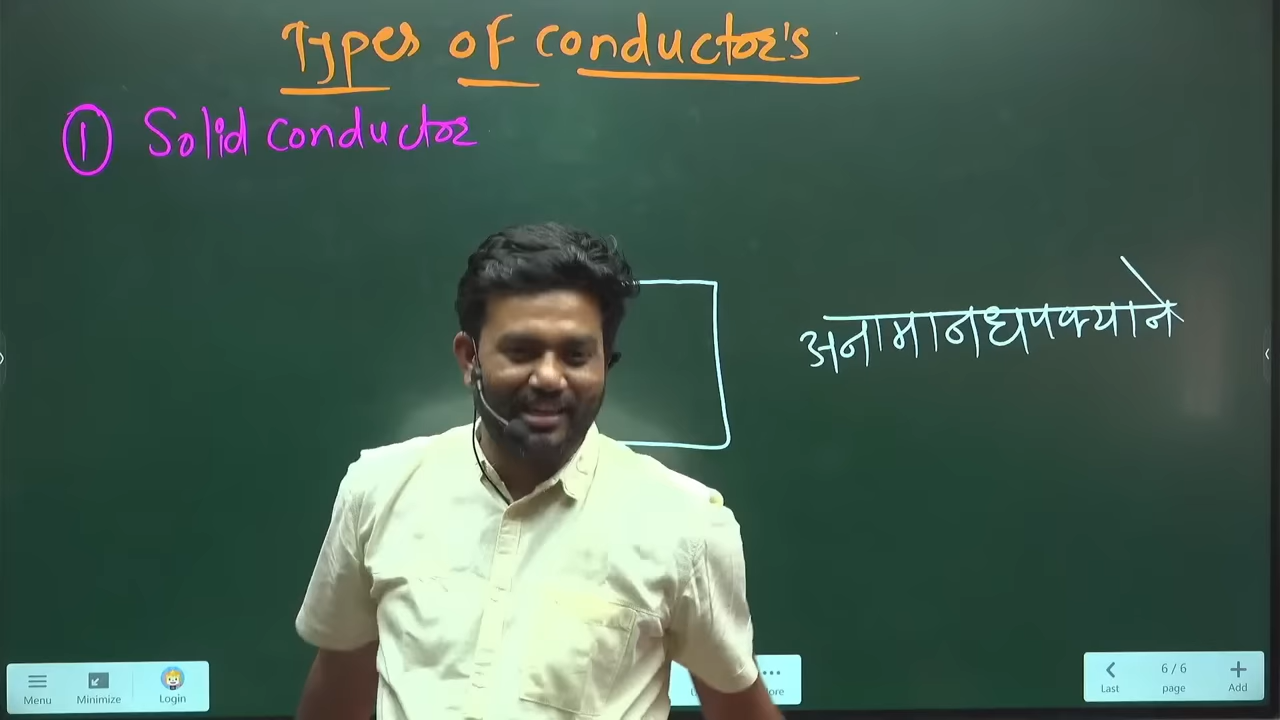 Types of conductor's
① Solid conductor
अनामानधपकयाने
Menu
Minimize
Login
Last
6/6
page
Add